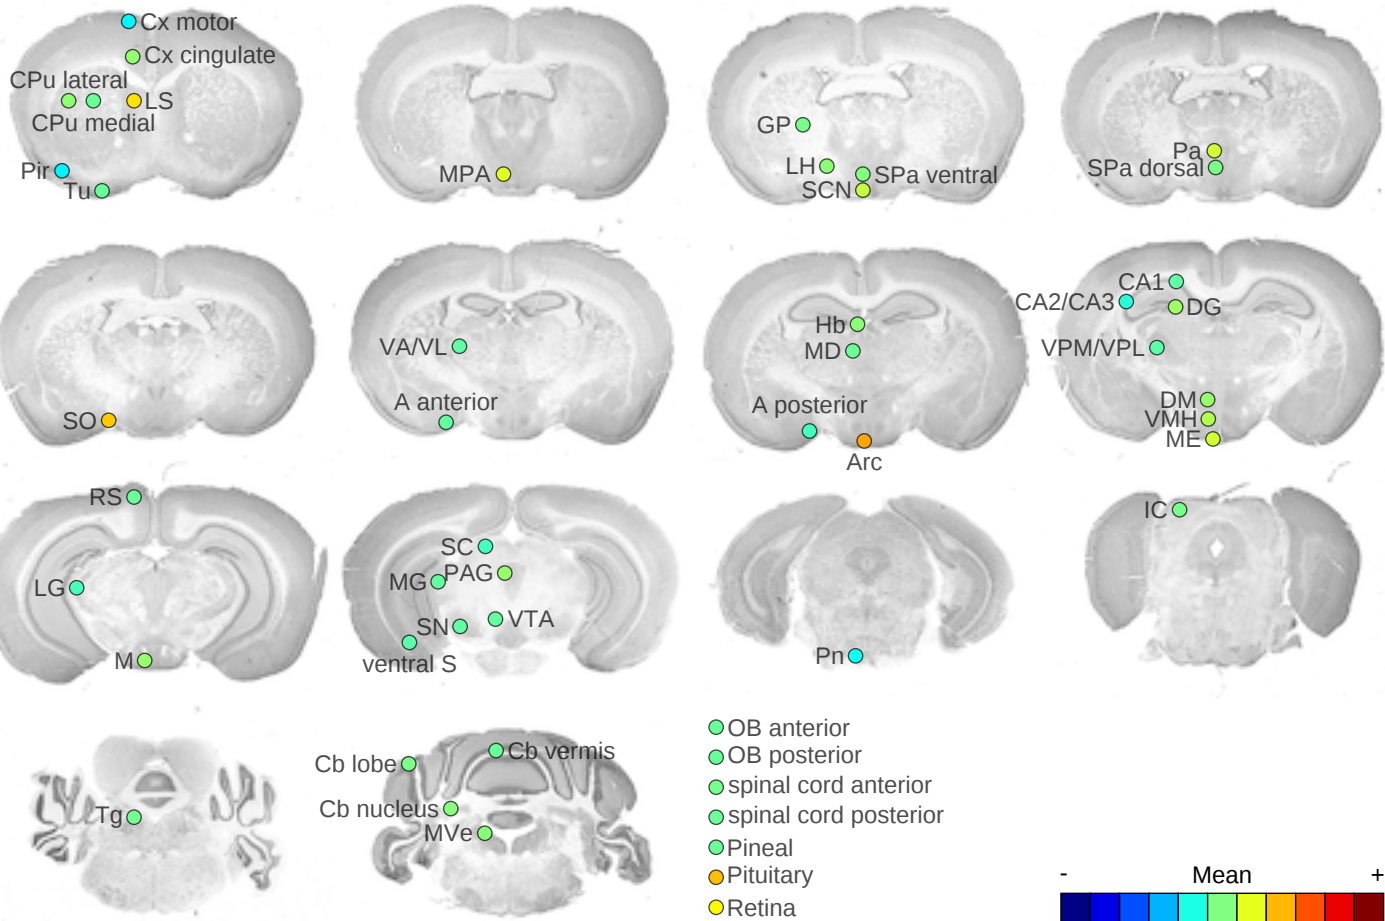 Cx motor
Cx cingulate
CPu lateral
LS
CPu medial
Pir
Tu
MPA
GP
LH
SPa ventral
SCN
Pa
SPa dorsal
SO
VA/VL
A anterior
Hb
MD
A posterior
Arc
CA1
CA2/CA3
DG
VPM/VPL
DM
VMH
ME
RS
LG
M
SC
PAG
MG
VTA
SN
ventral S
Pn
IC
Tg
Cb vermis
Cb lobe
Cb nucleus
MVe
OB anterior
OB posterior
spinal cord anterior
spinal cord posterior
Pineal
Pituitary
Retina
- Mean +